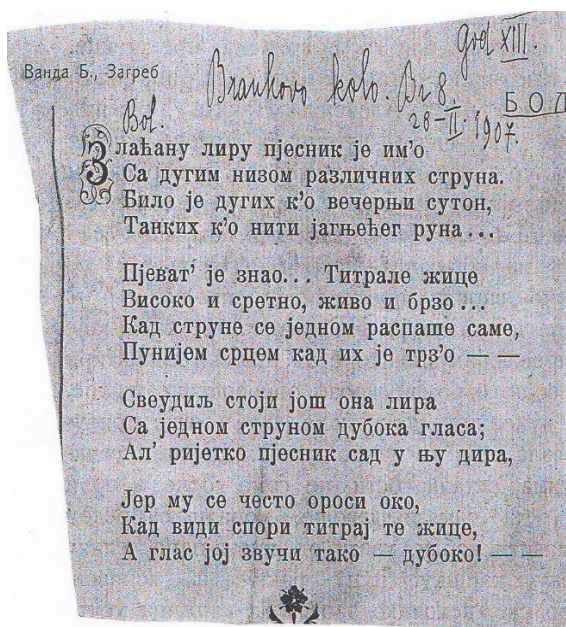 God XIII.
Ванда Б., Загреб
Brankovo kolo. Br 8
БОЛ
28-II. 1907.
Bol.
Злаћану лиру пјесник је им’о
Са дугим низом различних струна.
Било је дугих к’о вечерњи сутон,
Танких к’о нити јагњећег руна...
Пјеват’ је знао... Титрале жице
Високо и сретно, живо и брзо...
Кад струне се једном распаше саме,
Пунијем срцем кад их је трз’о — —
Свеудиљ стоји још она лира
Са једном струном дубока гласа;
Ал’ ријетко пјесник сад у њу дира,
Јер му се често ороси око,
Кад види спори титрај те жице,
А глас јој звучи тако — дубоко! — —